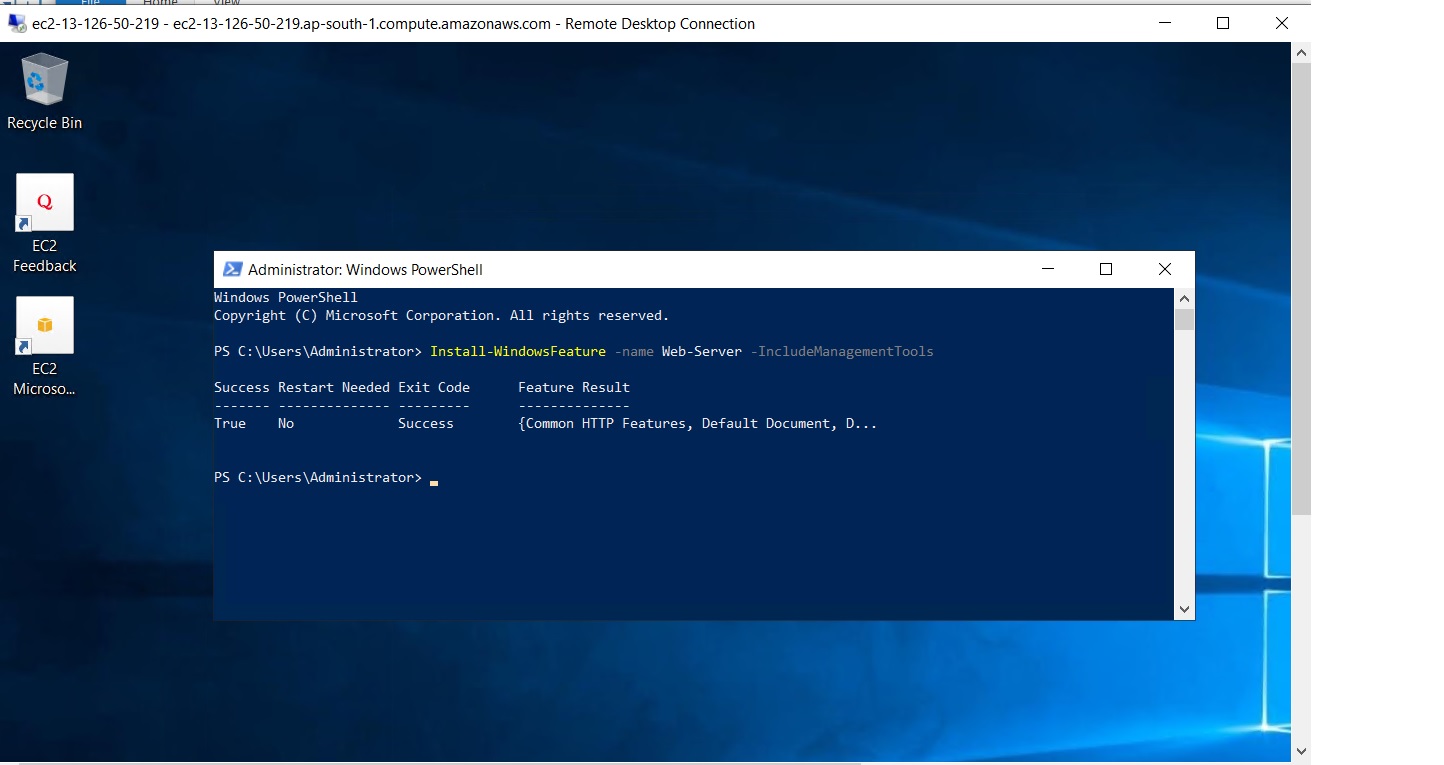 File Home View
ec2-13-126-50-219 - ec2-13-126-50-219.ap-south-1.compute.amazonaws.com - Remote Desktop Connection
Recycle Bin
Q
EC2
Feedback
EC2
Microso...
Administrator: Windows PowerShell
Windows PowerShell
Copyright (C) Microsoft Corporation. All rights reserved.
PS C:\Users\Administrator> Install-WindowsFeature -name Web-Server -IncludeManagementTools
Success Restart Needed Exit Code      Feature Result
------- -------------- ---------      --------------
True    No             Success        {Common HTTP Features, Default Document, D...
PS C:\Users\Administrator>